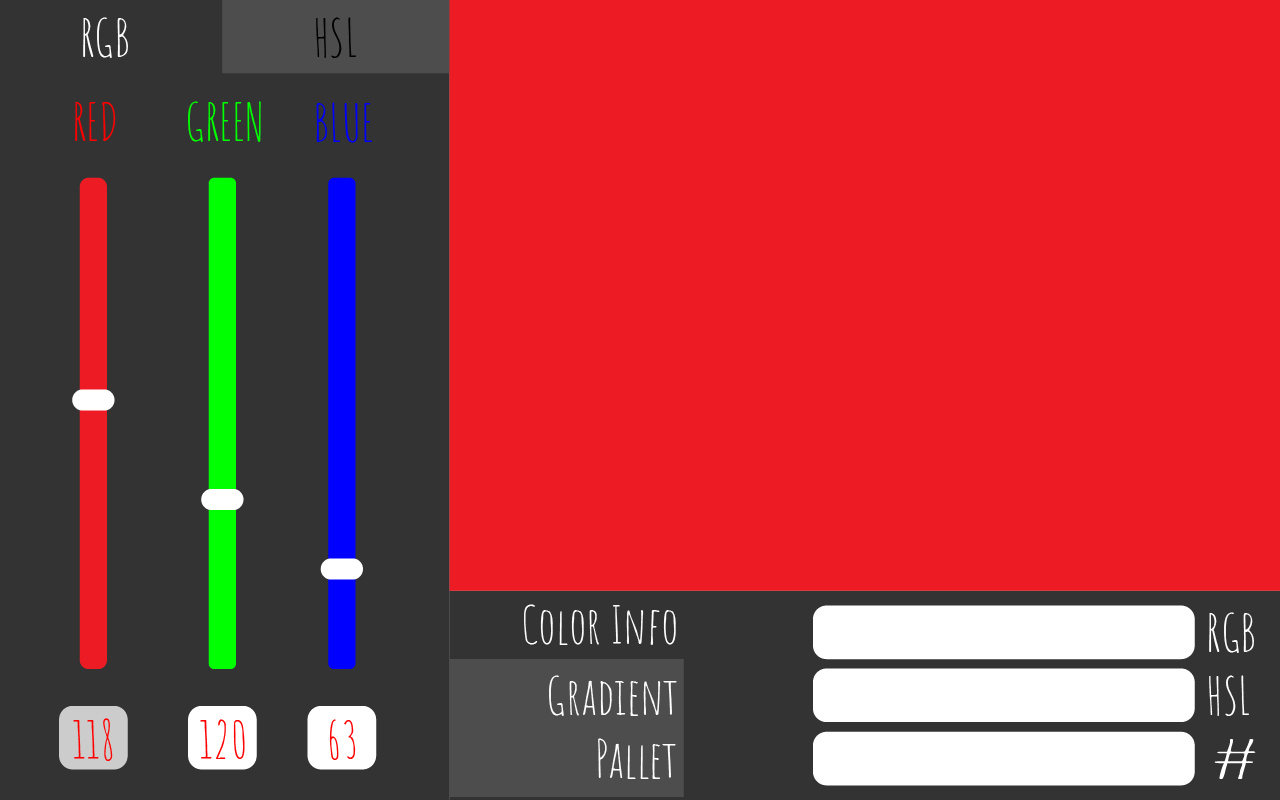 RGB
HSL
RED
GREEN
BLUE
118
120
63
Color Info
Gradient
Pallet
RGB
HSL
#